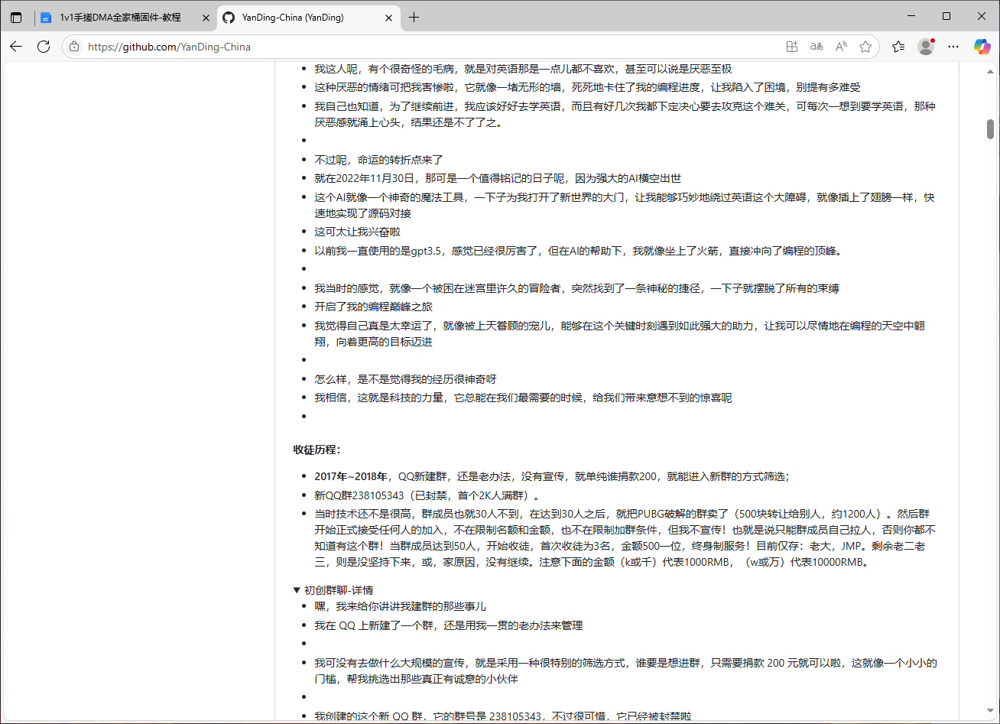 1v1手搓DMA全家桶固件-教程
YanDing-China (YanDing)
https://github.com/YanDing-China
我这人呢，有个很奇怪的毛病，就是对英语那是一点儿都不喜欢，甚至可以说是厌恶至极
这种厌恶的情绪可把我害惨啦，它就像一堵无形的墙，死死地卡住了我的编程进度，让我陷入了困境，别提有多难受
我自己也知道，为了继续前进，我应该好好去学英语，而且有好几次我都下定决心要去攻克这个难关，可每次一想到要学英语，那种
厌恶感就涌上心头，结果还是不了了之。
不过呢，命运的转折点来了
就在2022年11月30日，那可是一个值得铭记的日子呢，因为强大的AI横空出世
这个AI就像一个神奇的魔法工具，一下子为我打开了新世界的大门，让我能够巧妙地绕过英语这个大障碍，就像插上了翅膀一样，快
速地实现了源码对接
这可太让我兴奋啦
以前我一直使用的是gpt3.5，感觉已经很厉害了，但在AI的帮助下，我就像坐上了火箭，直接冲向了编程的顶峰。
我当时的感觉，就像一个被困在迷宫里许久的冒险者，突然找到了一条神秘的捷径，一下子就摆脱了所有的束缚
开启了我的编程巅峰之旅
我觉得自己真是太幸运了，就像被上天眷顾的宠儿，能够在这个关键时刻遇到如此强大的助力，让我可以尽情地在编程的天空中翱
翔，向着更高的目标迈进
怎么样，是不是觉得我的经历很神奇呀
我相信，这就是科技的力量，它总能在我们最需要的时候，给我们带来意想不到的惊喜呢
收徒历程：
2017年~2018年，QQ新建群，还是老办法，没有宣传，就单纯谁捐款200，就能进入新群的方式筛选；
新QQ群238105343（已封禁，首个2K人满群）。
当时技术还不是很高，群成员也就30人不到，在达到30人之后，就把PUBG破解的群卖了（500块转让给别人，约1200人）。然后群
开始正式接受任何人的加入，不在限制名额和金额，也不在限制加群条件，但我不宣传！也就是说只能群成员自己拉人，否则你都不
知道有这个群！当群成员达到50人，开始收徒，首次收徒为3名，金额500一位，终身制服务！目前仅存：老大，JMP。剩余老二老
三，则是没坚持下来，或，家原因，没有继续。注意下面的金额（k或千）代表1000RMB，（w或万）代表10000RMB。
▼ 初创群聊-详情
嘿，我来给你讲讲我建群的那些事儿
我在 QQ 上新建了一个群，还是用我一贯的老办法来管理
我可没有去做什么大规模的宣传，就是采用一种很特别的筛选方式，谁要是想进群，只需要捐款 200 元就可以啦，这就像一个小小的
门槛，帮我挑选出那些真正有诚意的小伙伴
我创建的这个新 QQ 群，它的群号是 238105343，不过很可惜，它已经被封禁啦